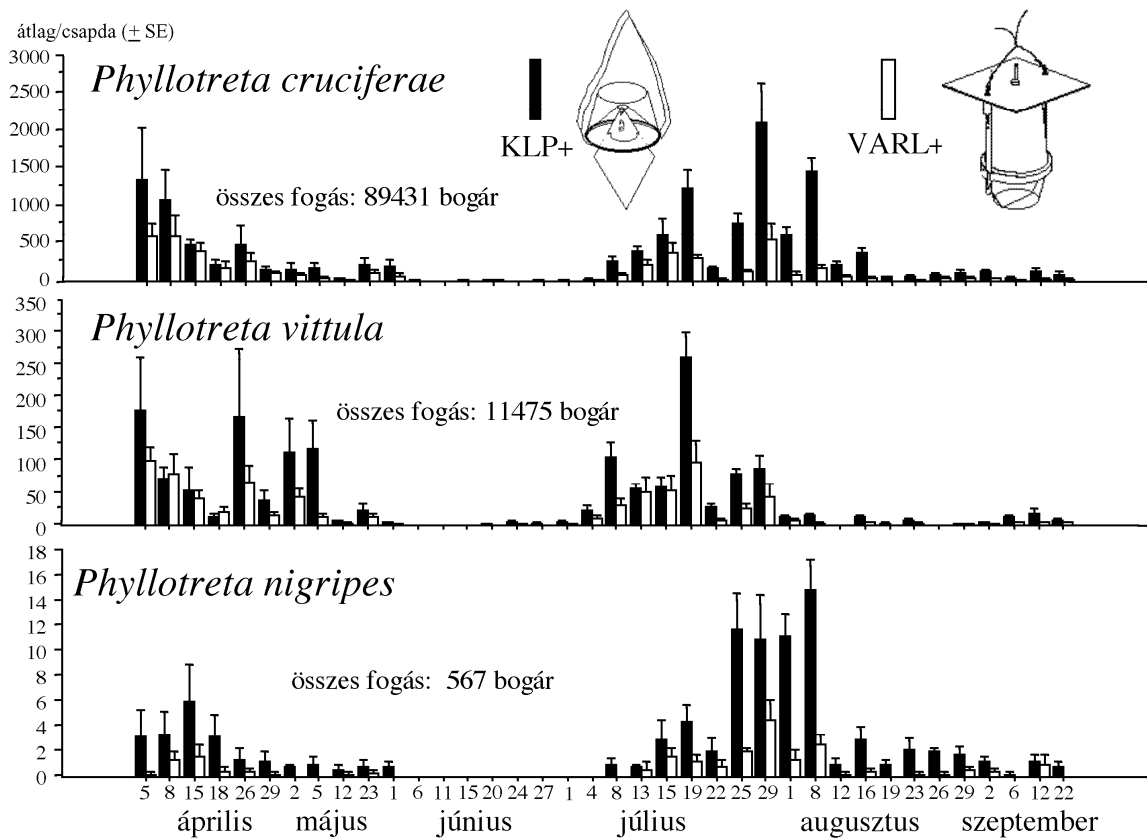 átlag/csapda (± SE)
3000
2500
2000
1500
1000
500
0
Phyllotreta cruciferae
KLP+
VARL+
összes fogás: 89431 bogár
350
300
250
200
150
100
50
0
Phyllotreta vittula
összes fogás: 11475 bogár
18
16
14
12
10
8
6
4
2
0
Phyllotreta nigripes
összes fogás: 567 bogár
5 8 15 18 26 29 2 5 12 23 1 6 11 15 20 24 27 1 4 8 13 15 19 22 25 29 1 8 12 16 19 23 26 29 2 6 12 22
április május június július augusztus szeptember